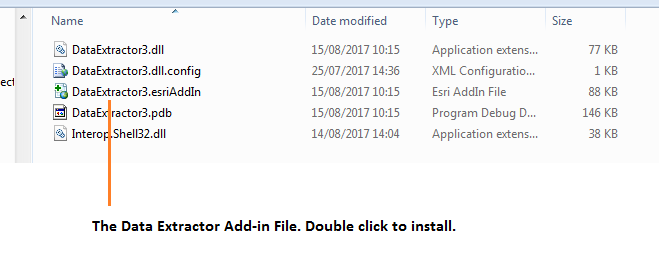 Name Date modified Type Size
DataExtractor3.dll 15/08/2017 10:15 Application extens... 77 KB
DataExtractor3.dll.config 25/07/2017 14:36 XML Configuratio... 1 KB
ect
DataExtractor3.esriAddIn 15/08/2017 10:15 Esri AddIn File 88 KB
DataExtractor3.pdb 15/08/2017 10:15 Program Debug D... 146 KB
Interop.Shell32.dll 14/08/2017 14:04 Application extens... 38 KB
The Data Extractor Add-in File. Double click to install.